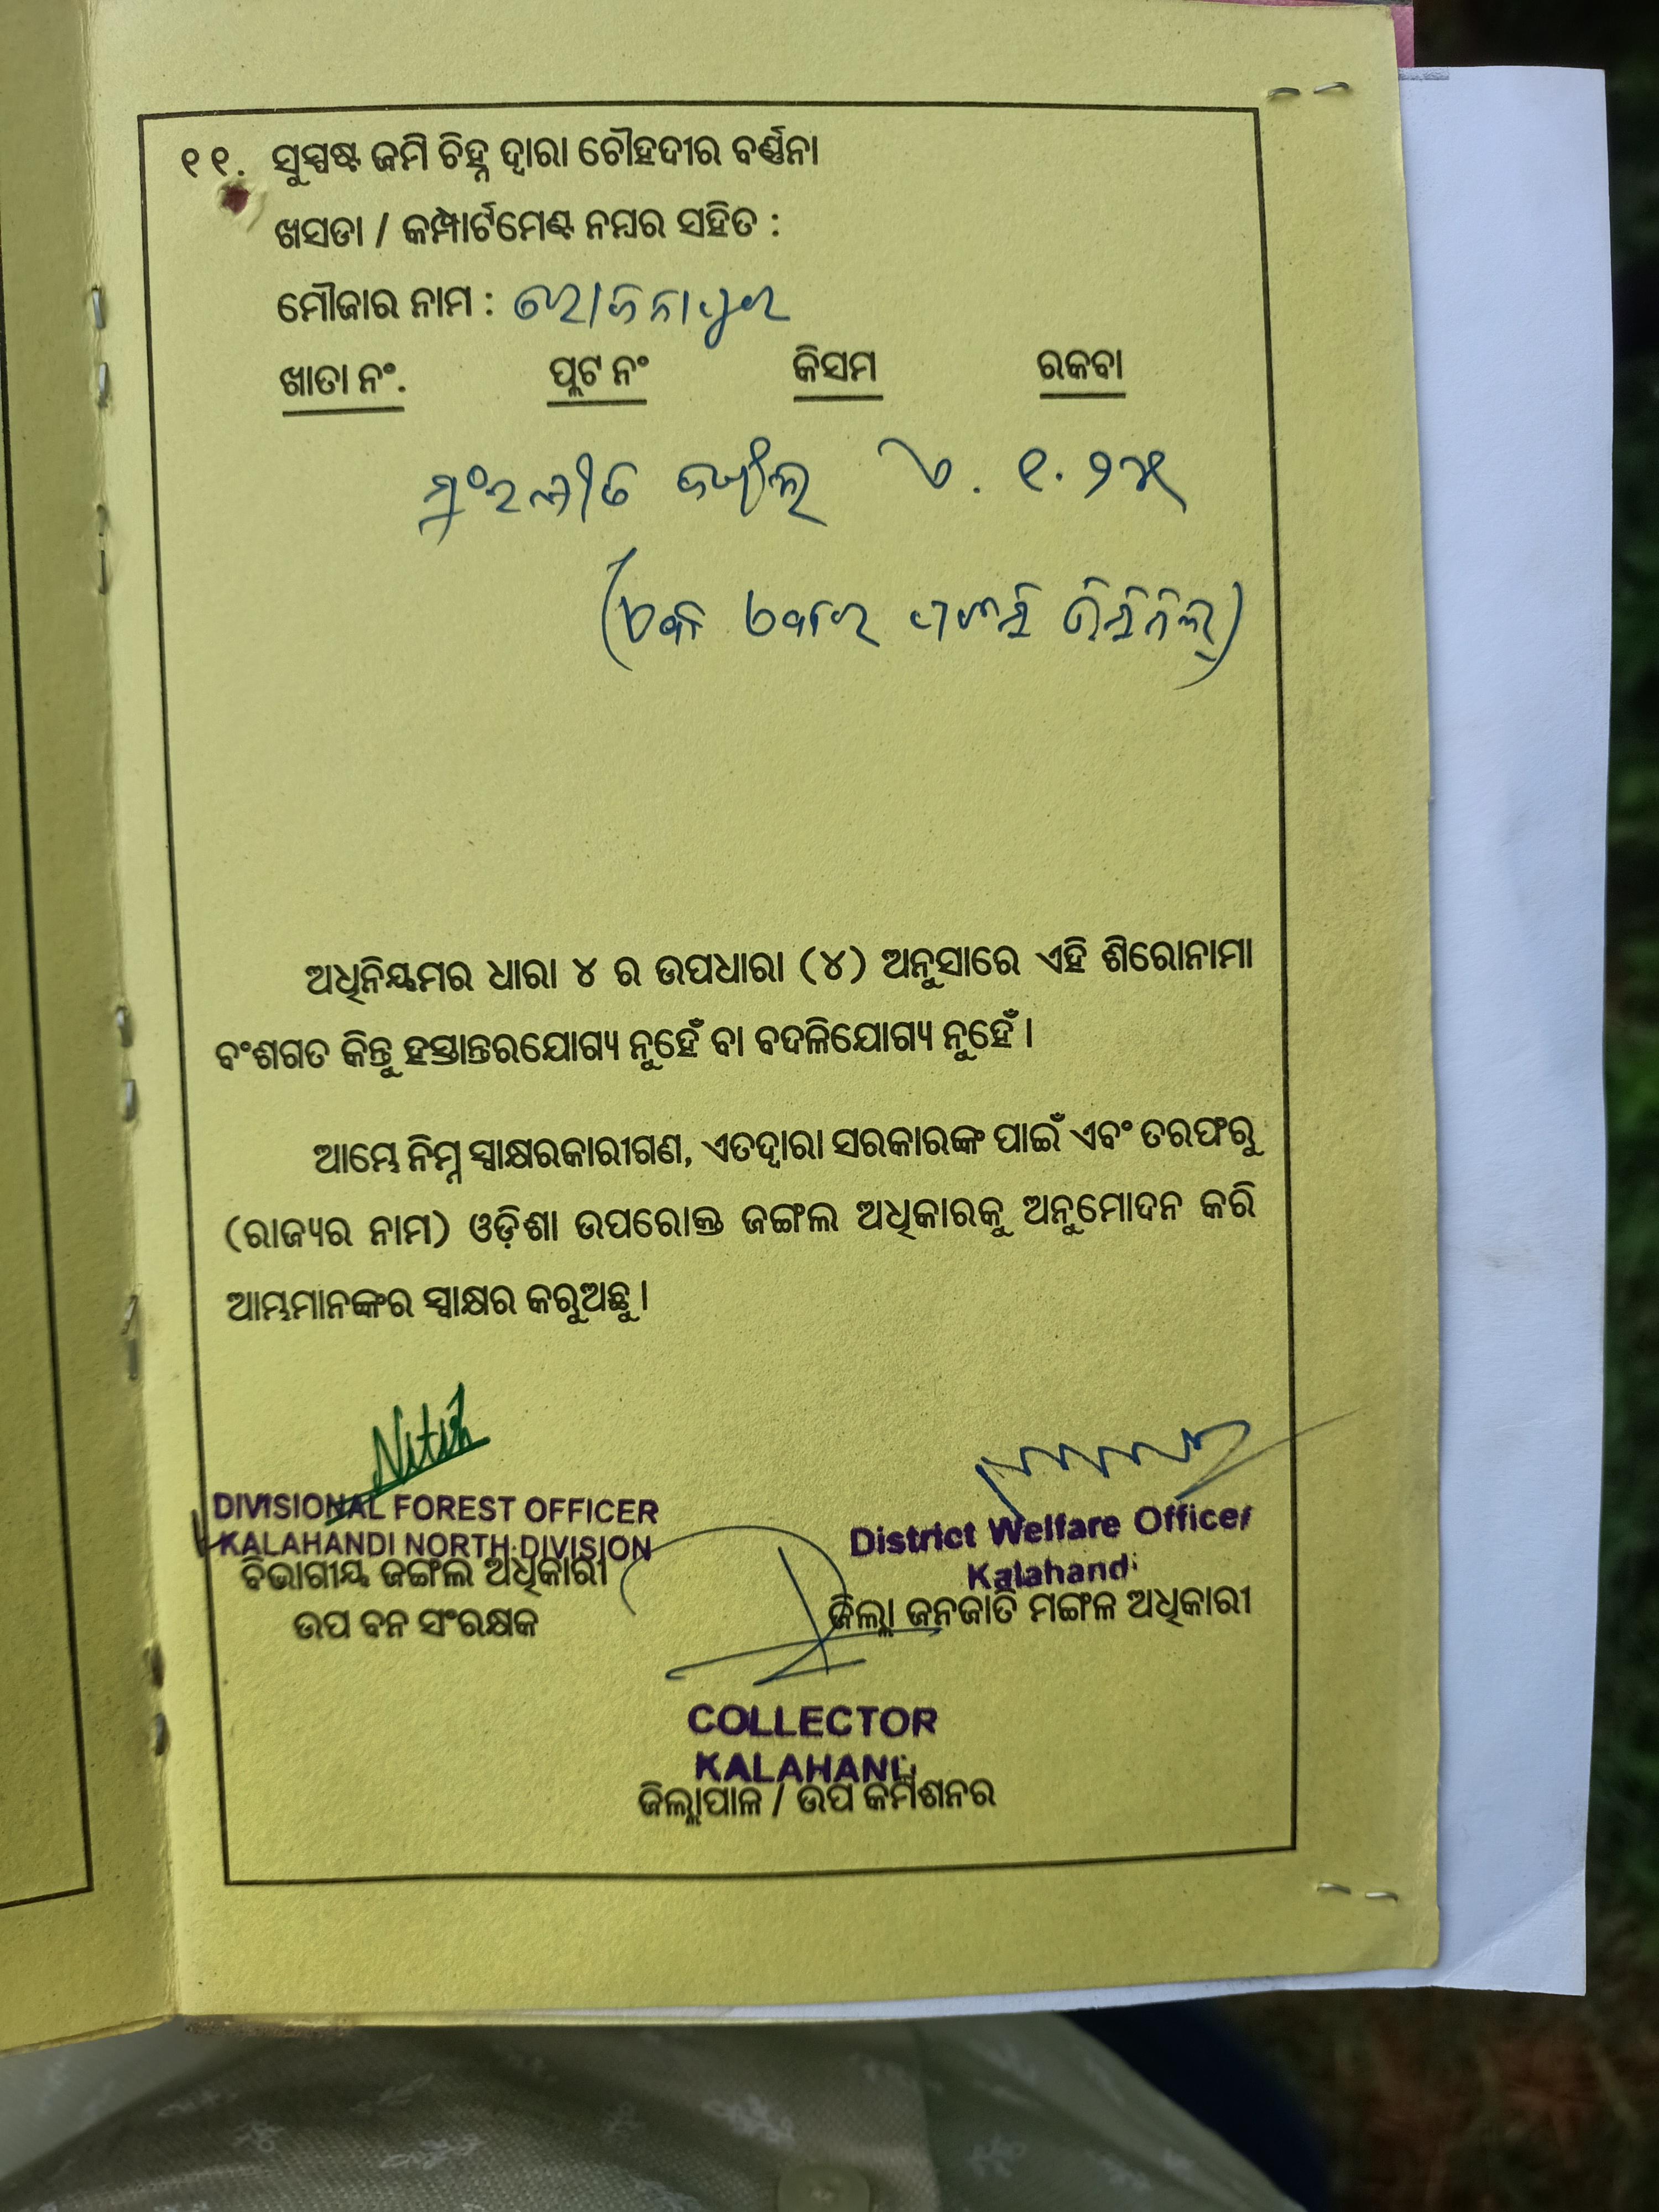 ୧୧. ସୁସ୍ପଷ୍ଟ ଜମି ଚିହ୍ନ ଦ୍ଵାରା ଚୌହଦୀର ବର୍ଣ୍ଣନା
ଖସଡା / କମ୍ପାର୍ଟମେଣ୍ଟ ନମ୍ବର ସହିତ :
ମୌଜାର ନାମ :
ଖାତା ନଂ. ପ୍ଲଟ ନଂ କିସମ ରକବା
ଜଙ୍ଗଲ ଏ. ୧.୨୫
ଅଧିନିୟମର ଧାରା ୪ ର ଉପଧାରା (୪) ଅନୁସାରେ ଏହି ଶିରୋନାମା
ବଂଶଗତ କିନ୍ତୁ ହସ୍ତାନ୍ତରଯୋଗ୍ୟ ନୁହେଁ ବା ବଦଳିଯୋଗ୍ୟ ନୁହେଁ ।
ଆମ୍ଭେ ନିମ୍ନ ସ୍ଵାକ୍ଷରକାରୀଗଣ, ଏତଦ୍ଵାରା ସରକାରଙ୍କ ପାଇଁ ଏବଂ ତରଫରୁ
(ରାଜ୍ୟର ନାମ) ଓଡ଼ିଶା ଉପରୋକ୍ତ ଜଙ୍ଗଲ ଅଧିକାରକୁ ଅନୁମୋଦନ କରି
ଆମ୍ଭମାନଙ୍କର ସ୍ଵାକ୍ଷର କରୁଅଛୁ ।
Nitish
DIVISIONAL FOREST OFFICER
KALAHANDI NORTH DIVISION
ବିଭାଗୀୟ ଜଙ୍ଗଲ ଅଧିକାରୀ
ଉପ ବନ ସଂରକ୍ଷକ
District Welfare Officer
Kalahandi
ଜିଲ୍ଲା ଜନଜାତି ମଙ୍ଗଳ ଅଧିକାରୀ
COLLECTOR
KALAHANDI
ଜିଲ୍ଲାପାଳ / ଉପ କମିଶନର